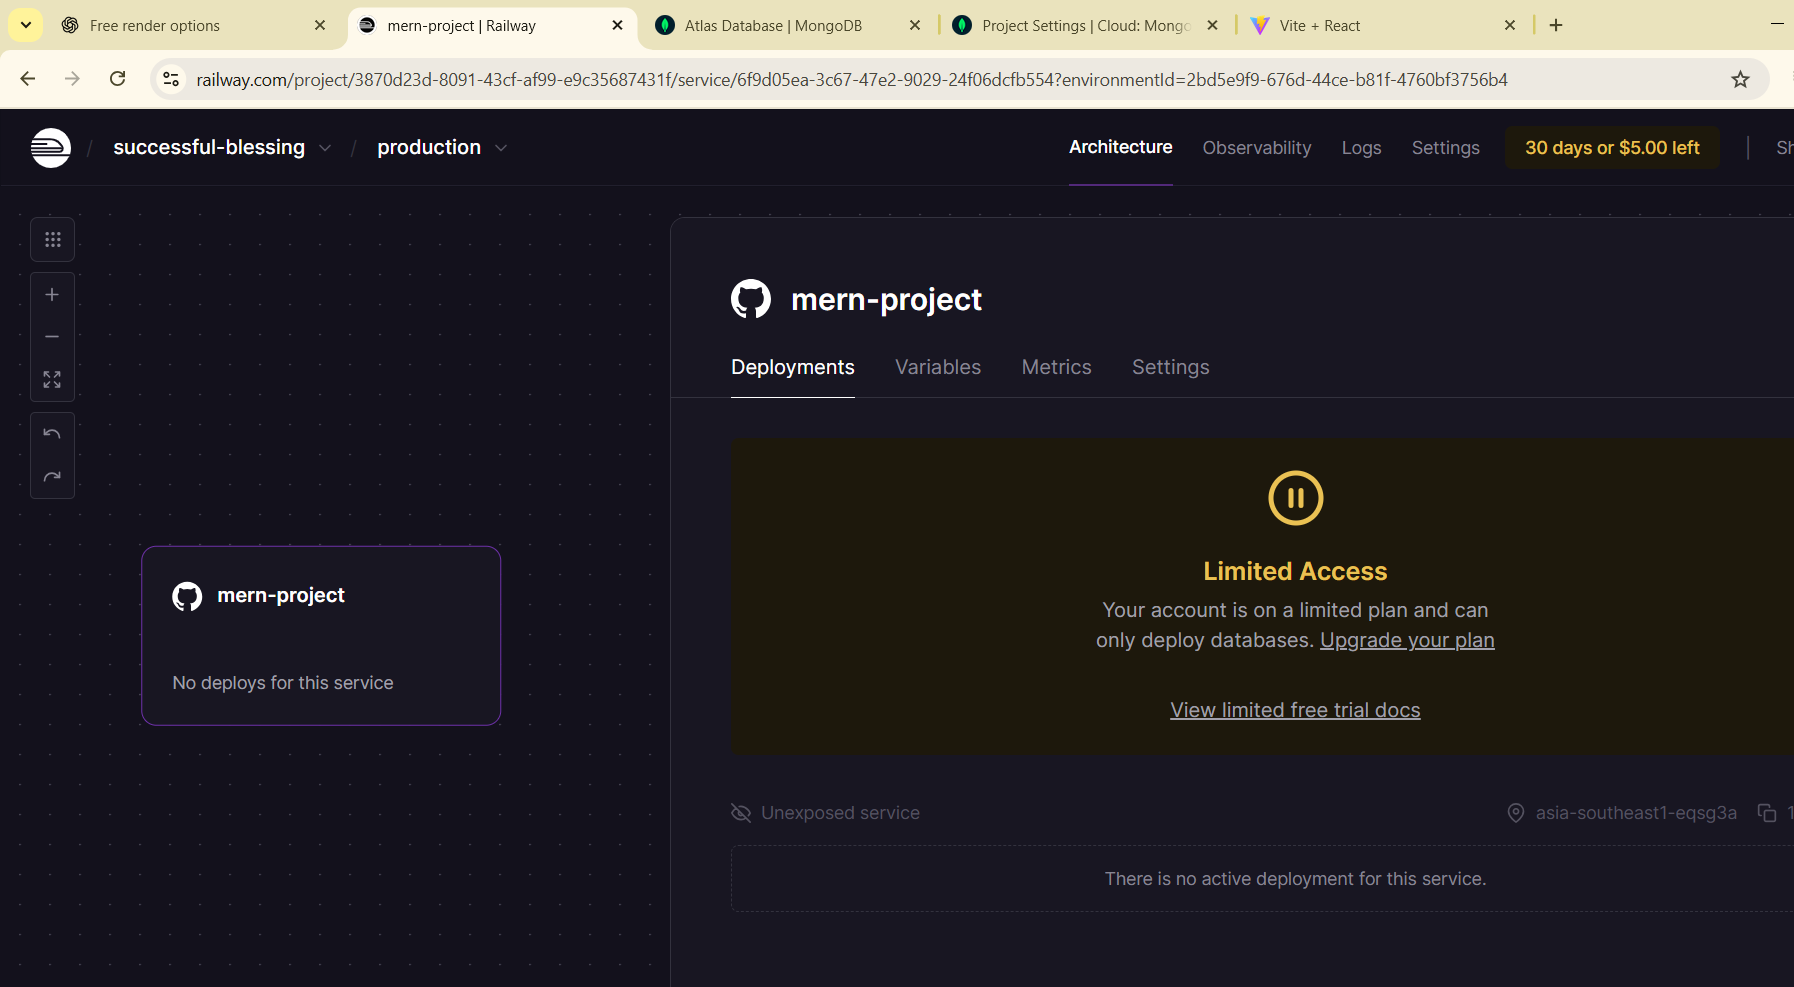 Free render options
mern-project | Railway
Atlas Database | MongoDB
Project Settings | Cloud: Mongo
Vite + React
railway.com/project/3870d23d-8091-43cf-af99-e9c35687431f/service/6f9d05ea-3c67-47e2-9029-24f06dcfb554?environmentId=2bd5e9f9-676d-44ce-b81f-4760bf3756b4
/ successful-blessing / production
Architecture
Observability
Logs
Settings
30 days or $5.00 left
Sh
mern-project
Deployments
Variables
Metrics
Settings
Limited Access
Your account is on a limited plan and can
only deploy databases. Upgrade your plan
View limited free trial docs
mern-project
No deploys for this service
Unexposed service
asia-southeast1-eqsg3a
1
There is no active deployment for this service.